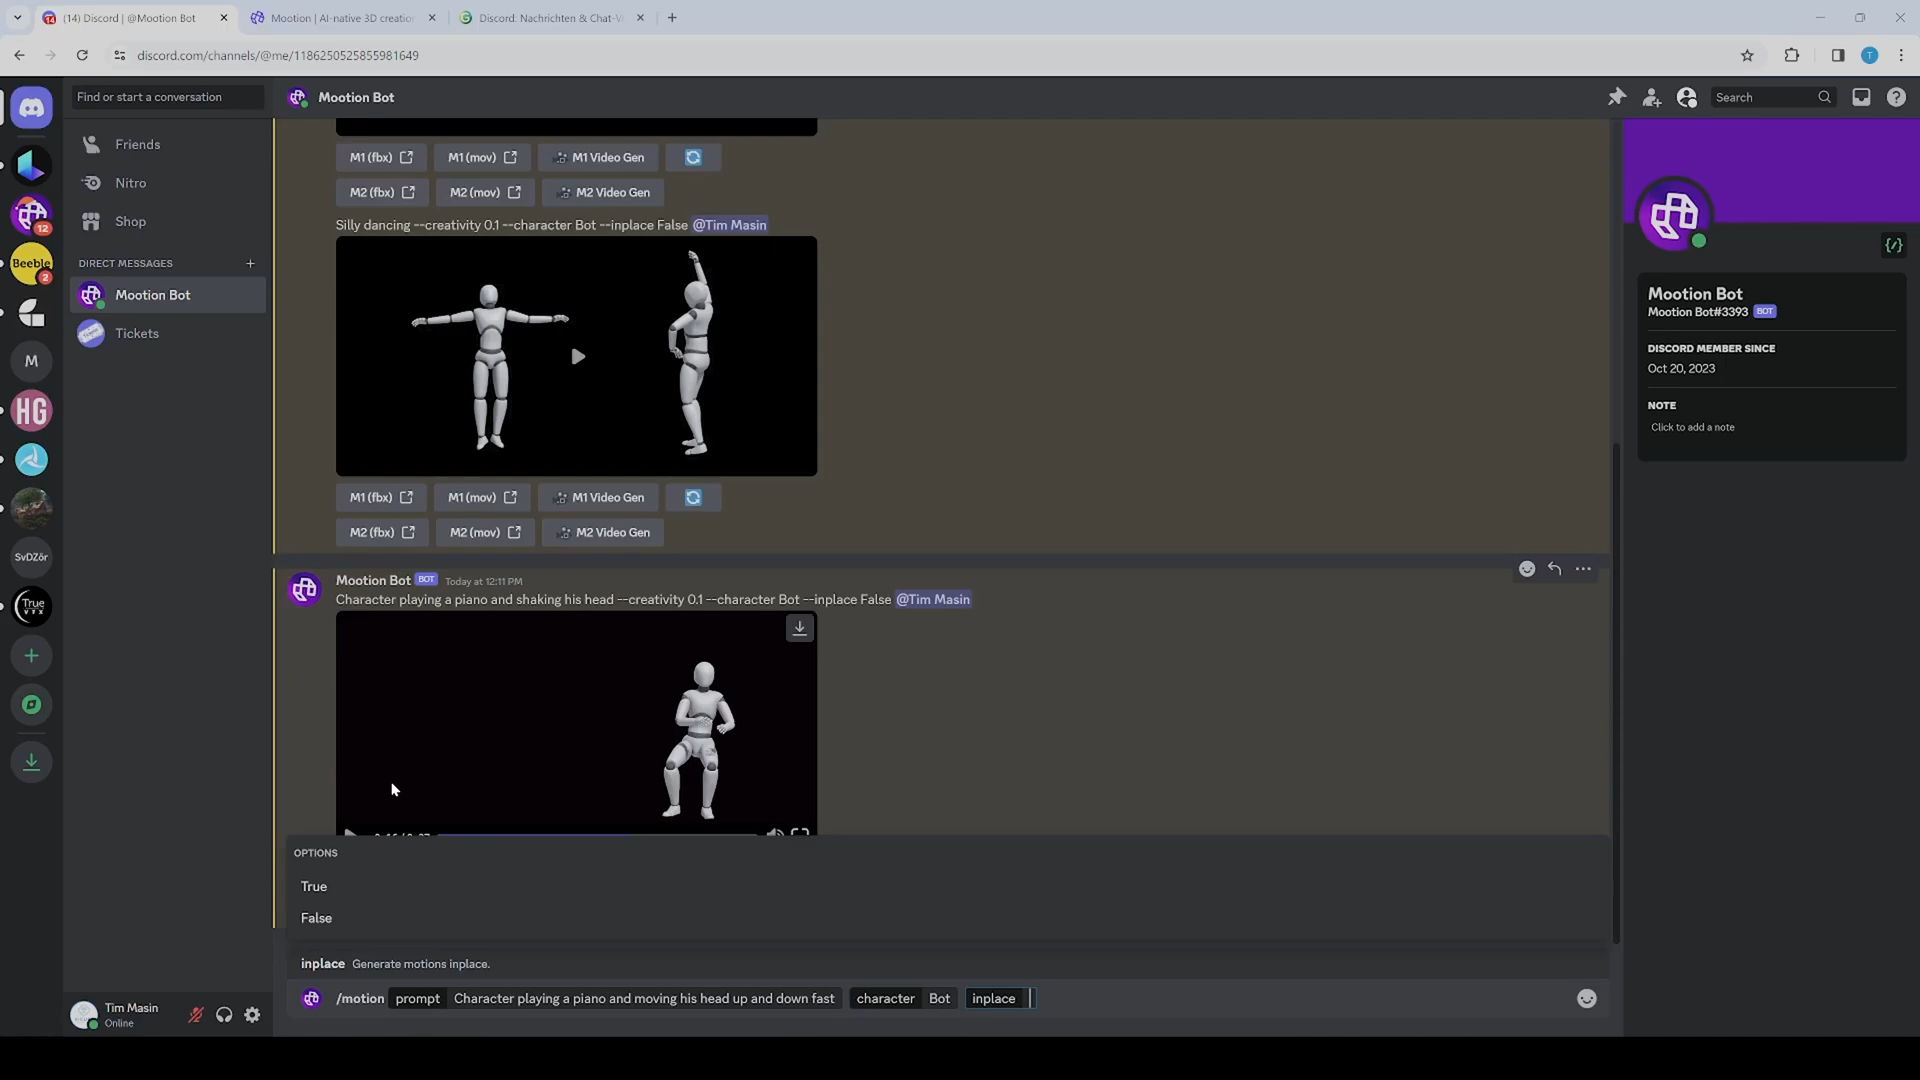 (14) Discord | @Mootion Bot
Mootion | AI-native 3D creation
Discord: Nachrichten & Chat-V
discord.com/channels/@me/1186250525855981649
T
Find or start a conversation
Mootion Bot
Search
Friends
Nitro
Shop
DIRECT MESSAGES
Mootion Bot
Tickets
12
Beeble
2
M
HG
SvDZör
True
VFX
M1 (fbx) M1 (mov) M1 Video Gen
M2 (fbx) M2 (mov) M2 Video Gen
Silly dancing --creativity 0.1 --character Bot --inplace False @Tim Masin
M1 (fbx) M1 (mov) M1 Video Gen
M2 (fbx) M2 (mov) M2 Video Gen
Mootion Bot BOT Today at 12:11 PM
Character playing a piano and shaking his head --creativity 0.1 --character Bot --inplace False @Tim Masin
OPTIONS
True
False
inplace Generate motions inplace.
/motion prompt Character playing a piano and moving his head up and down fast character Bot inplace
Tim Masin
Online
Mootion Bot
Mootion Bot#3393 BOT
DISCORD MEMBER SINCE
Oct 20, 2023
NOTE
Click to add a note